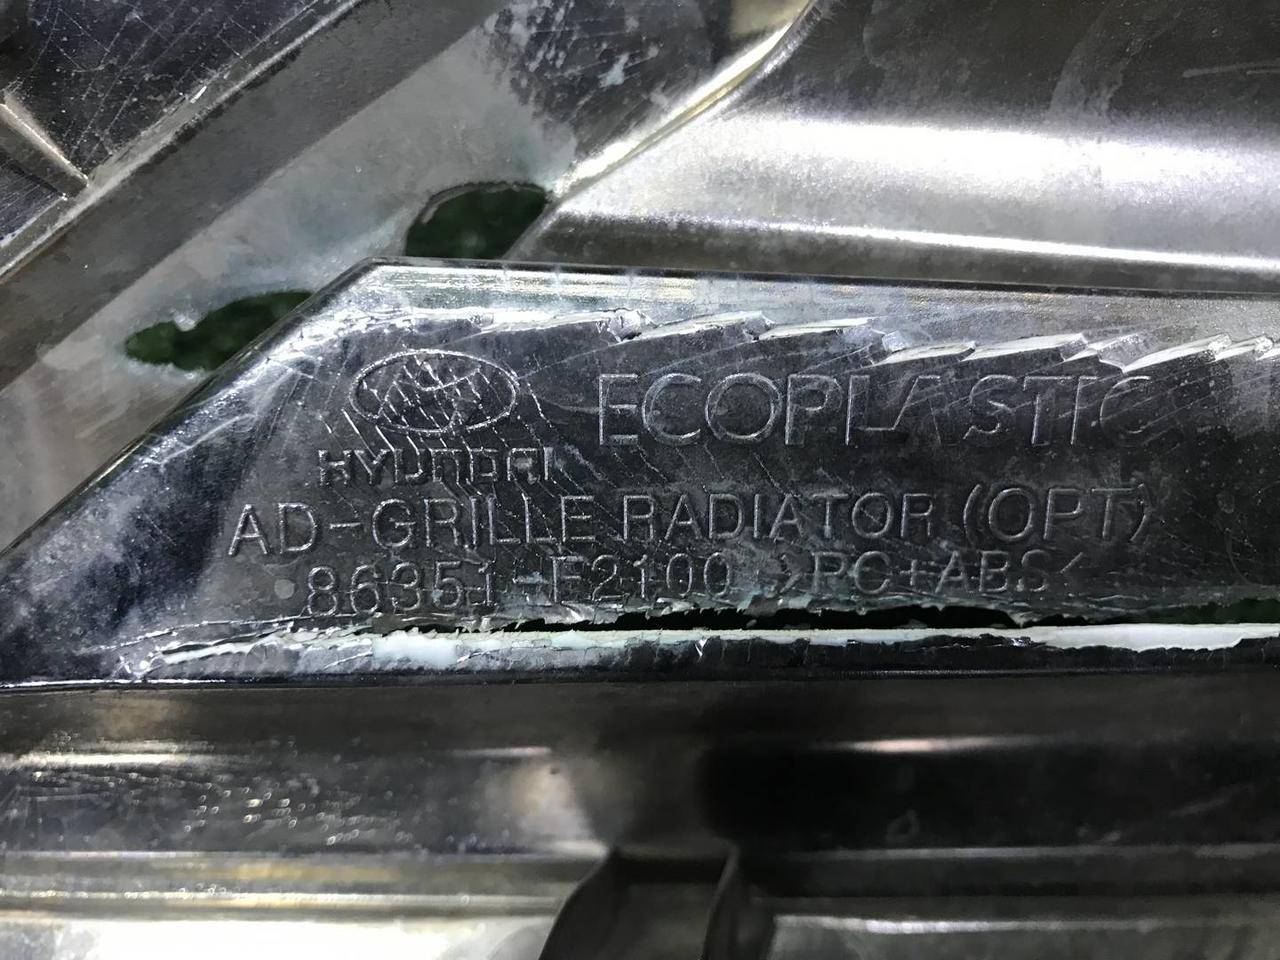 ECOPLASTIC
HYUNDAI
AD-GRILLE RADIATOR (OPT)
86351-F2100 >PC+ABS<